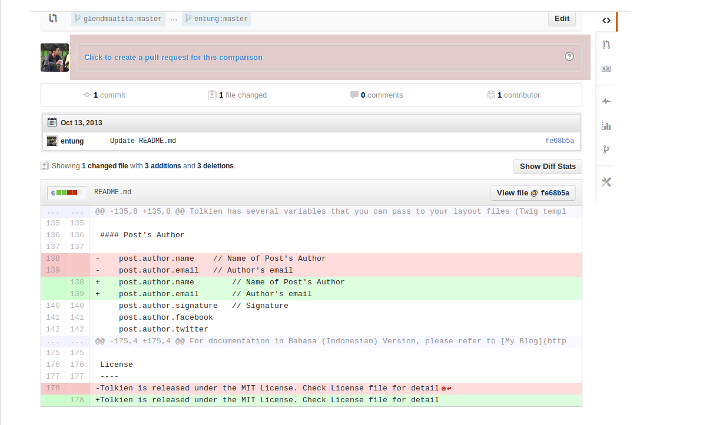 glendmaatita:master ... entung:master Edit
Click to create a pull request for this comparison
1 commit 1 file changed 0 comments 1 contributor
Oct 13, 2013
entung Update README.md fe68b5a
Showing 1 changed file with 3 additions and 3 deletions. Show Diff Stats
6 README.md View file @ fe68b5a
... ... @@ -135,8 +135,8 @@ Tolkien has several variables that you can pass to your layout files (Twig templ
135 135
136 136 #### Post's Author
137 137
138 - post.author.name // Name of Post's Author
139 - post.author.email // Author's email
138 + post.author.name // Name of Post's Author
139 + post.author.email // Author's email
140 140 post.author.signature // Signature
141 141 post.author.facebook
142 142 post.author.twitter
... ... @@ -175,4 +175,4 @@ For documentation in Bahasa (Indonesian) Version, please refer to [My Blog](http
175 175
176 176 License
177 177 ----
178 -Tolkien is released under the MIT License. Check License file for detail
178 +Tolkien is released under the MIT License. Check License file for detail